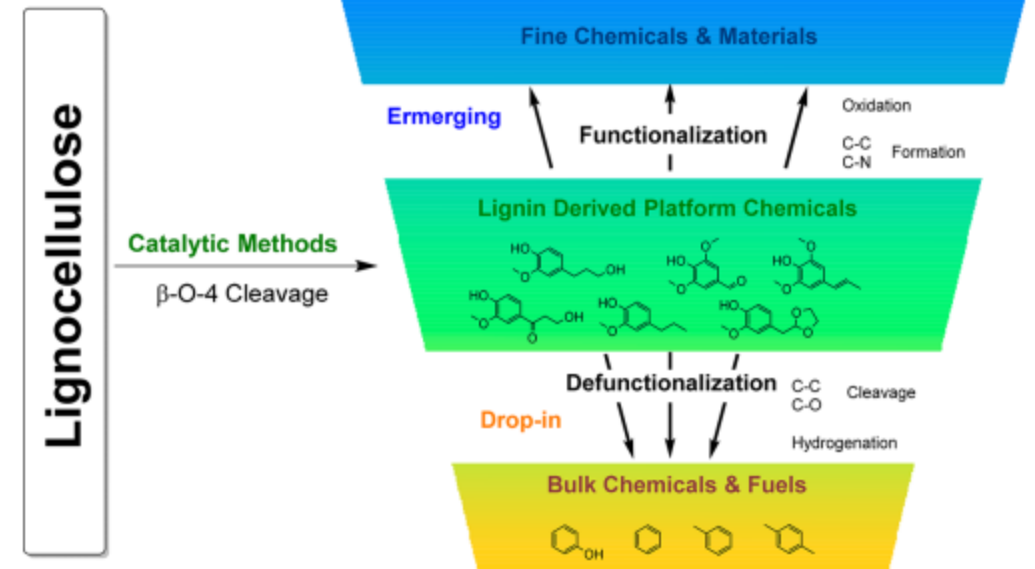 Lignocellulose
Catalytic Methods
β-O-4 Cleavage
Fine Chemicals & Materials
Ermerging
Functionalization
Oxidation
C-C
C-N
Formation
Lignin Derived Platform Chemicals
HO
O
OH
O
HO
O
O
O
HO
O
HO
O
O
OH
HO
O
HO
O
O
O
Defunctionalization
Drop-in
C-C
C-O
Cleavage
Hydrogenation
Bulk Chemicals & Fuels
OH